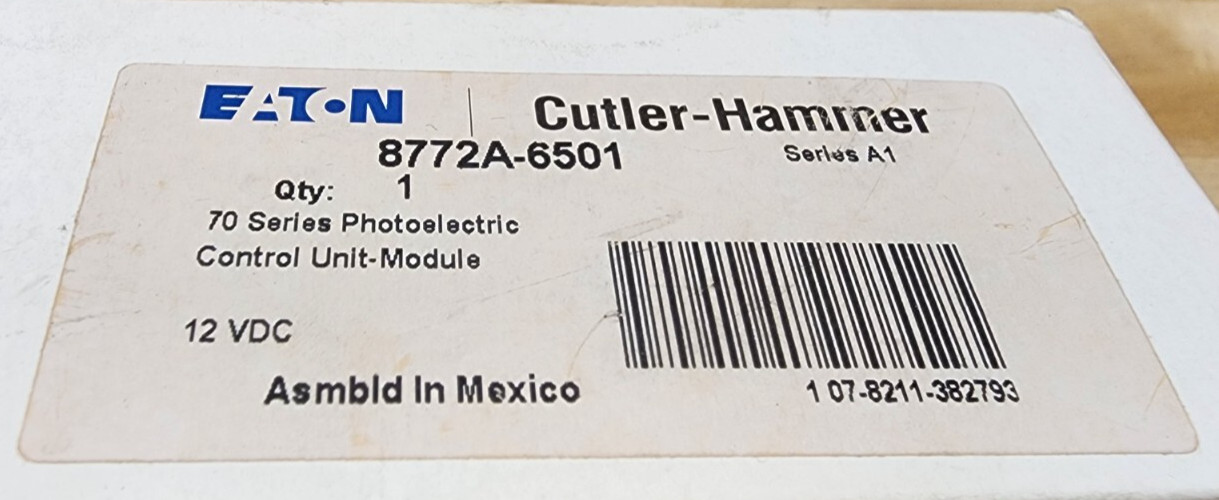 EATON | Cutler-Hammer
8772A-6501 Series A1
Qty: 1
70 Series Photoelectric
Control Unit-Module
12 VDC
Asmbld In Mexico
1 07-8211-382793